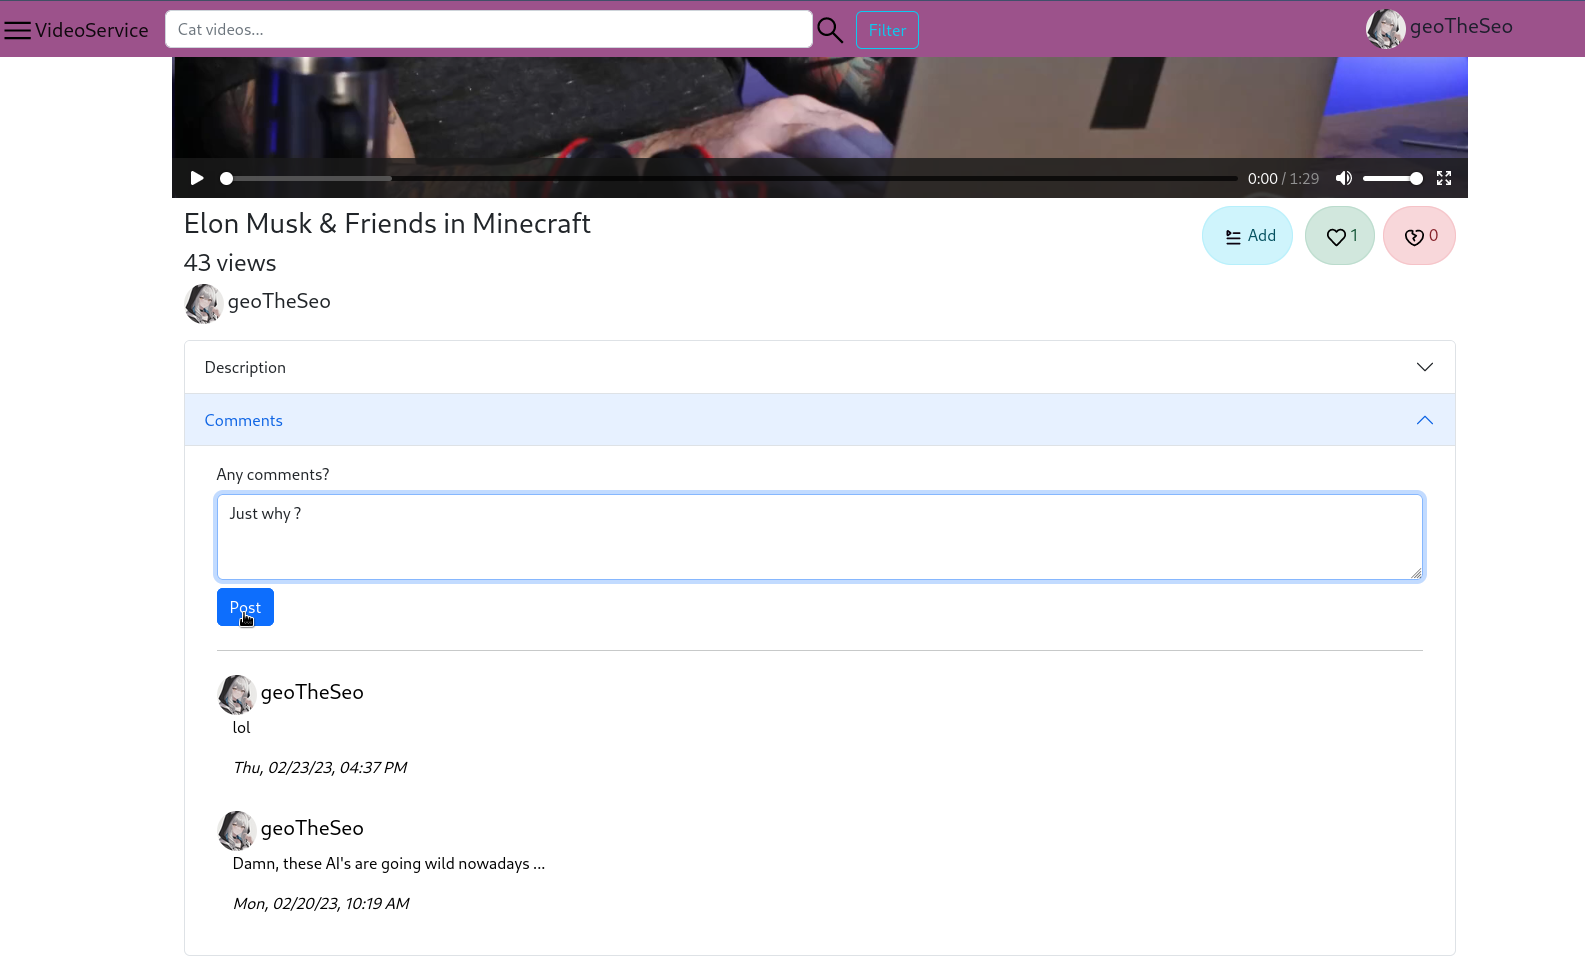 VideoService
Cat videos...
Filter
geoTheSeo
0:00 / 1:29
Elon Musk & Friends in Minecraft
Add
1
0
43 views
geoTheSeo
Description
Comments
Any comments?
Just why ?
Post
geoTheSeo
lol
Thu, 02/23/23, 04:37 PM
geoTheSeo
Damn, these AI's are going wild nowadays ...
Mon, 02/20/23, 10:19 AM